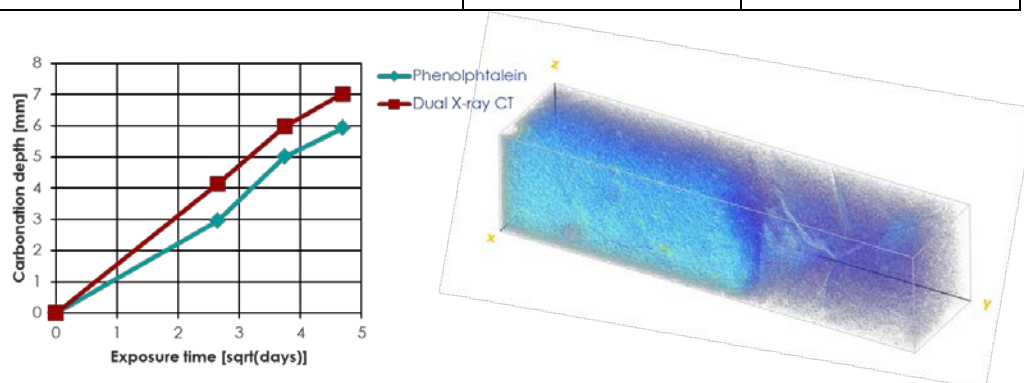 8
7
6
5
4
3
2
1
0
Carbonation depth [mm]
0 1 2 3 4 5
Exposure time [sqrt(days)]
Phenolphtalein
Dual X-ray CT
z
x
y